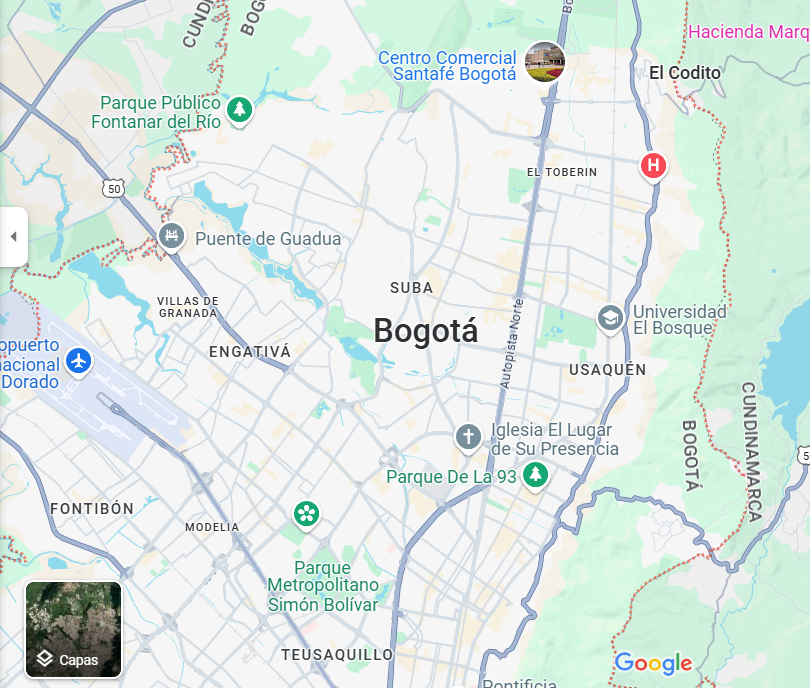 CUNDIN
BOGO
Bo
Hacienda Marq
Centro Comercial
Santafé Bogotá
El Codito
Parque Público
Fontanar del Río
EL TOBERIN
H
50
Puente de Guadua
SUBA
VILLAS DE
GRANADA
Autopista Norte
Universidad
El Bosque
Bogotá
opuerto
nacional
Dorado
ENGATIVÁ
USAQUÉN
CUNDINAMARCA
BOGOTÁ
Iglesia El Lugar
de Su Presencia
5
Parque De La 93
FONTIBÓN
MODELIA
Parque
Metropolitano
Simón Bolívar
Capas
TEUSAQUILLO
Google
Pontificia